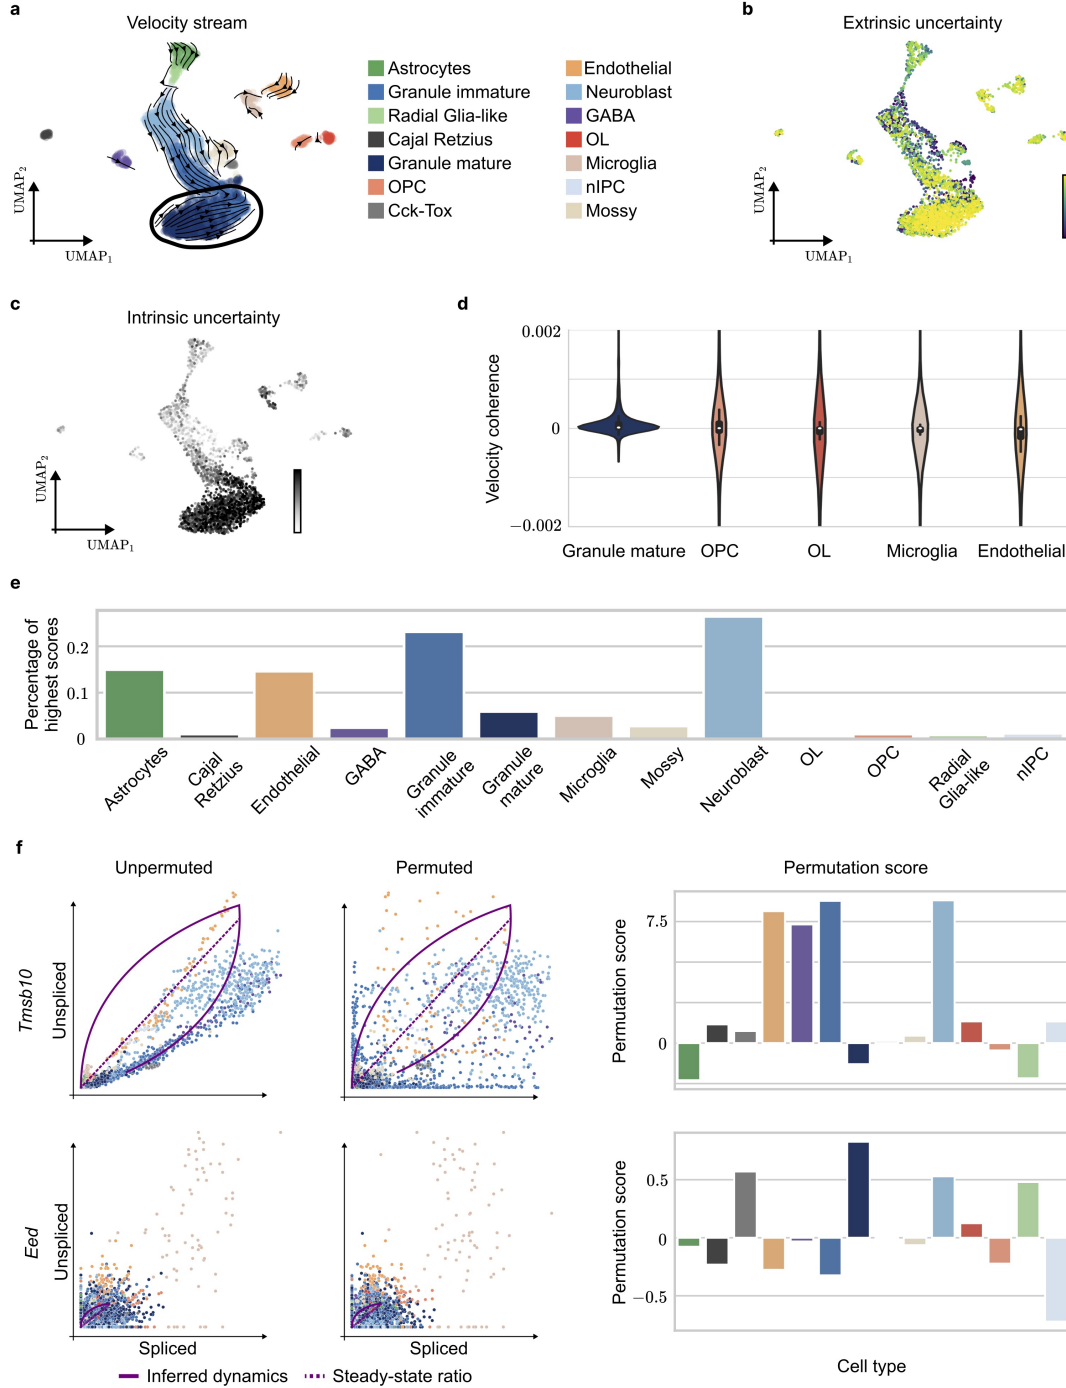 a
Velocity stream
Astrocytes
Granule immature
Radial Glia-like
Cajal Retzius
Granule mature
OPC
Cck-Tox
Endothelial
Neuroblast
GABA
OL
Microglia
nIPC
Mossy
UMAP2
UMAP1
b
Extrinsic uncertainty
UMAP2
UMAP1
c
Intrinsic uncertainty
UMAP2
UMAP1
d
Velocity coherence
0.002
0
−0.002
Granule mature
OPC
OL
Microglia
Endothelial
e
Percentage of
highest scores
0.2
0.1
0
Astrocytes
Cajal
Retzius
Endothelial
GABA
Granule
immature
Granule
mature
Microglia
Mossy
Neuroblast
OL
OPC
Radial
Glia-like
nIPC
f
Unpermuted
Permuted
Permutation score
Tmsb10
Unspliced
Permutation score
7.5
0
Eed
Unspliced
Spliced
Spliced
Permutation score
0.5
0
−0.5
Cell type
Inferred dynamics
Steady-state ratio